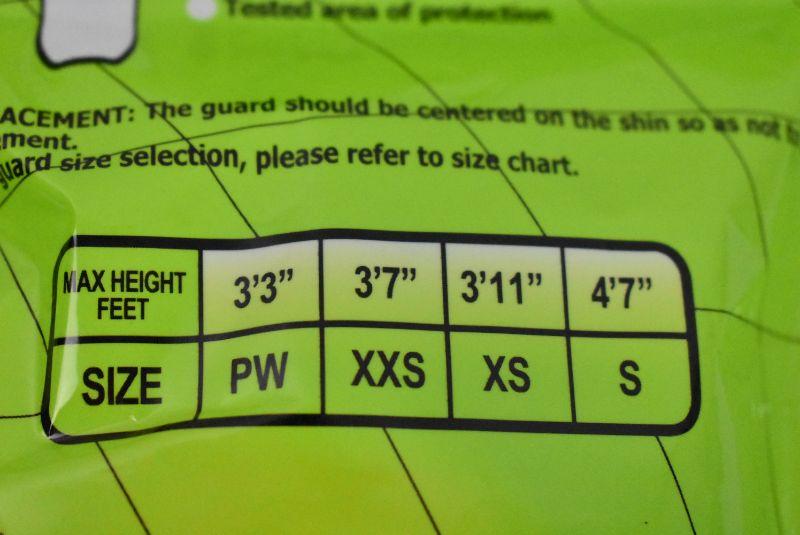 Tested area of protection
ACEMENT: The guard should be centered on the shin so as not
ment.
guard size selection, please refer to size chart.
MAX HEIGHT FEET 3'3” 3'7” 3'11” 4'7”
SIZE PW XXS XS S